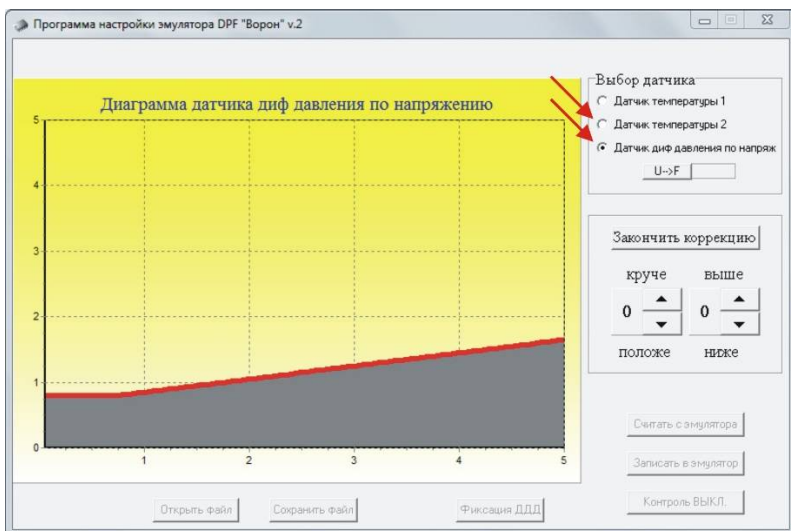 Программа настройки эмулятора DPF "Ворон" v.2
Диаграмма датчика диф давления по напряжению
5
4
3
2
1
0
1
2
3
4
5
Выбор датчика
Датчик температуры 1
Датчик температуры 2
Датчик диф давления по напряж
U-->F
Закончить коррекцию
круче выше
0 0
положе ниже
Считать с эмулятора
Записать в эмулятор
Контроль ВЫКЛ.
Открыть файл Сохранить файл Фиксация ДДД